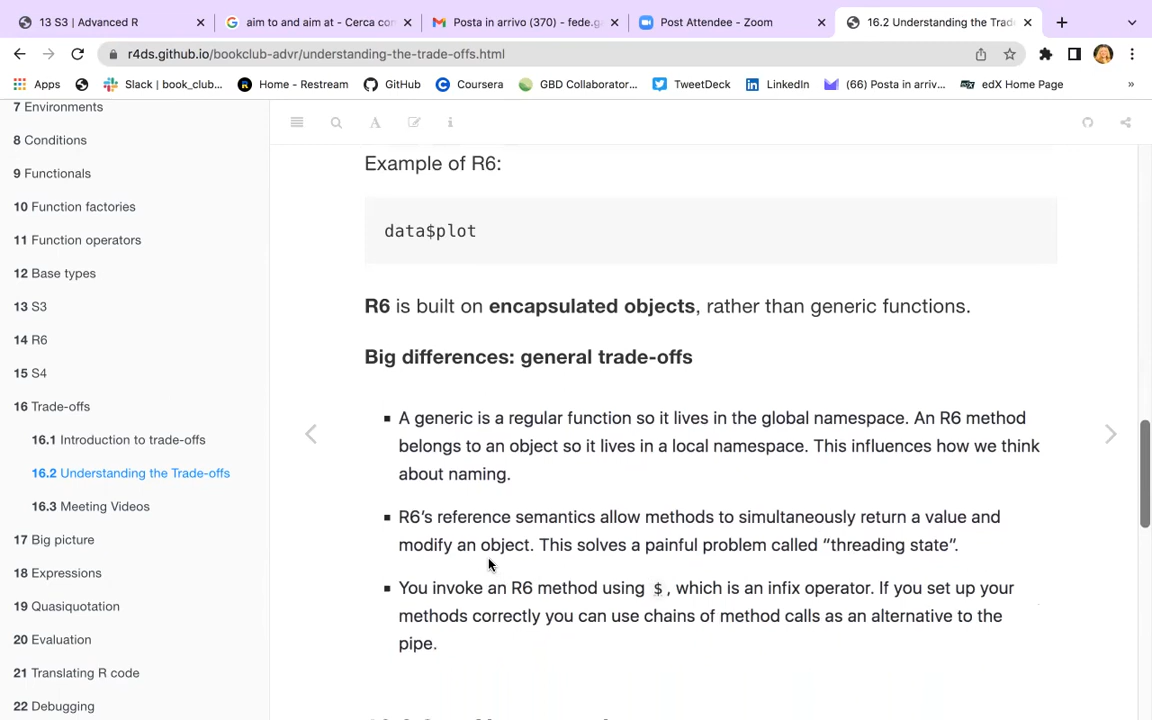 13 S3 | Advanced R
aim to and aim at - Cerca con
Posta in arrivo (370) - fede.ga
Post Attendee - Zoom
16.2 Understanding the Trad
r4ds.github.io/bookclub-advr/understanding-the-trade-offs.html
Apps
Slack | book_club...
Home - Restream
GitHub
Coursera
GBD Collaborator...
TweetDeck
LinkedIn
(66) Posta in arriv...
edX Home Page
»
7 Environments
8 Conditions
9 Functionals
10 Function factories
11 Function operators
12 Base types
13 S3
14 R6
15 S4
16 Trade-offs
16.1 Introduction to trade-offs
16.2 Understanding the Trade-offs
16.3 Meeting Videos
17 Big picture
18 Expressions
19 Quasiquotation
20 Evaluation
21 Translating R code
22 Debugging
Example of R6:
data$plot
R6 is built on encapsulated objects, rather than generic functions.
Big differences: general trade-offs
▪ A generic is a regular function so it lives in the global namespace. An R6 method
belongs to an object so it lives in a local namespace. This influences how we think
about naming.
▪ R6’s reference semantics allow methods to simultaneously return a value and
modify an object. This solves a painful problem called “threading state”.
▪ You invoke an R6 method using $, which is an infix operator. If you set up your
methods correctly you can use chains of method calls as an alternative to the
pipe.